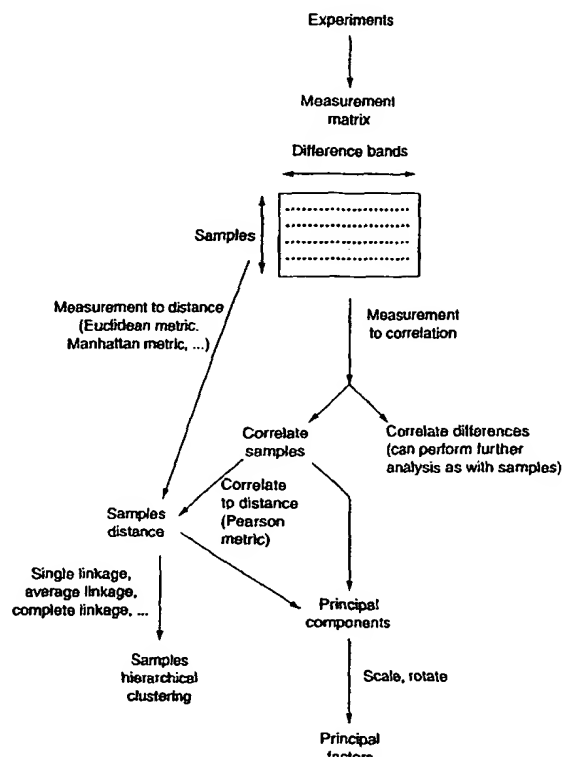 Experiments
Measurement
matrix
Difference bands
Samples
Measurement to distance
(Euclidean metric.
Manhattan metric, ...)
Measurement
to correlation
Correlate
samples
Correlate differences
(can perform further
analysis as with samples)
Correlate
to distance
(Pearson
metric)
Samples
distance
Single linkage,
average linkage,
complete linkage, ...
Principal
components
Samples
hierarchical
clustering
Scale, rotate
Principal
factors